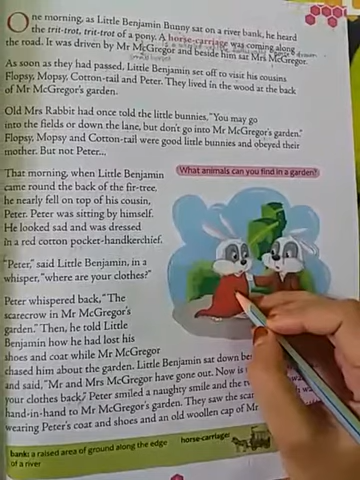 One morning, as Little Benjamin Bunny sat on a river bank, he heard
the trit-trot, trit-trot of a pony. A horse-carriage was coming along
the road. It was driven by Mr McGregor and beside him sat Mrs McGregor.
As soon as they had passed, Little Benjamin set off to visit his cousins
Flopsy, Mopsy, Cotton-tail and Peter. They lived in the wood at the back
of Mr McGregor's garden.
Old Mrs Rabbit had once told the little bunnies, "You may go
into the fields or down the lane, but don't go into Mr McGregor's garden."
Flopsy, Mopsy and Cotton-tail were good little bunnies and obeyed their
mother. But not Peter...
What animals can you find in a garden?
That morning, when Little Benjamin
came round the back of the fir-tree,
he nearly fell on top of his cousin,
Peter. Peter was sitting by himself.
He looked sad and was dressed
in a red cotton pocket-handkerchief.
"Peter," said Little Benjamin, in a
whisper, "where are your clothes?"
Peter whispered back, "The
scarecrow in Mr McGregor's
garden." Then, he told Little
Benjamin how he had lost his
shoes and coat while Mr McGregor
chased him about the garden. Little Benjamin sat down
and said, "Mr and Mrs McGregor have gone out. Now is
your clothes back." Peter smiled a naughty smile and the
hand-in-hand to Mr McGregor's garden. They saw the
wearing Peter's coat and shoes and an old woollen cap of Mr
bank: a raised area of ground along the edge
of a river
horse-carriage: